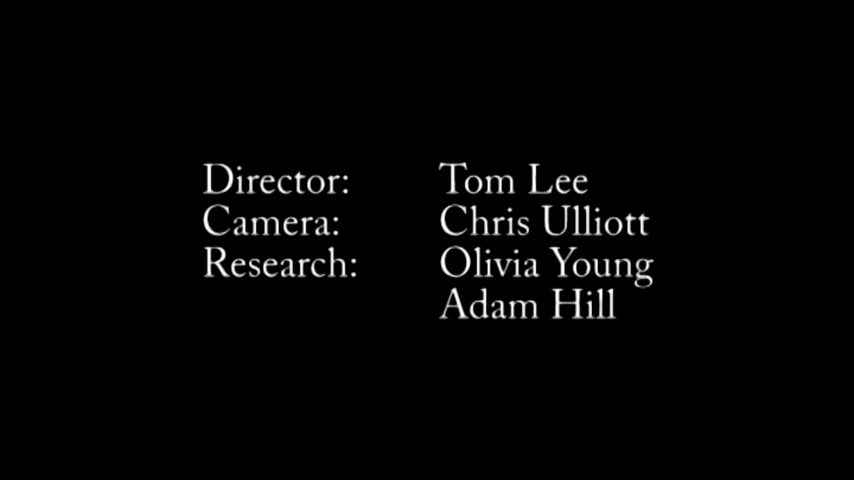 Director: Tom Lee
Camera: Chris Ulliott
Research: Olivia Young
Adam Hill